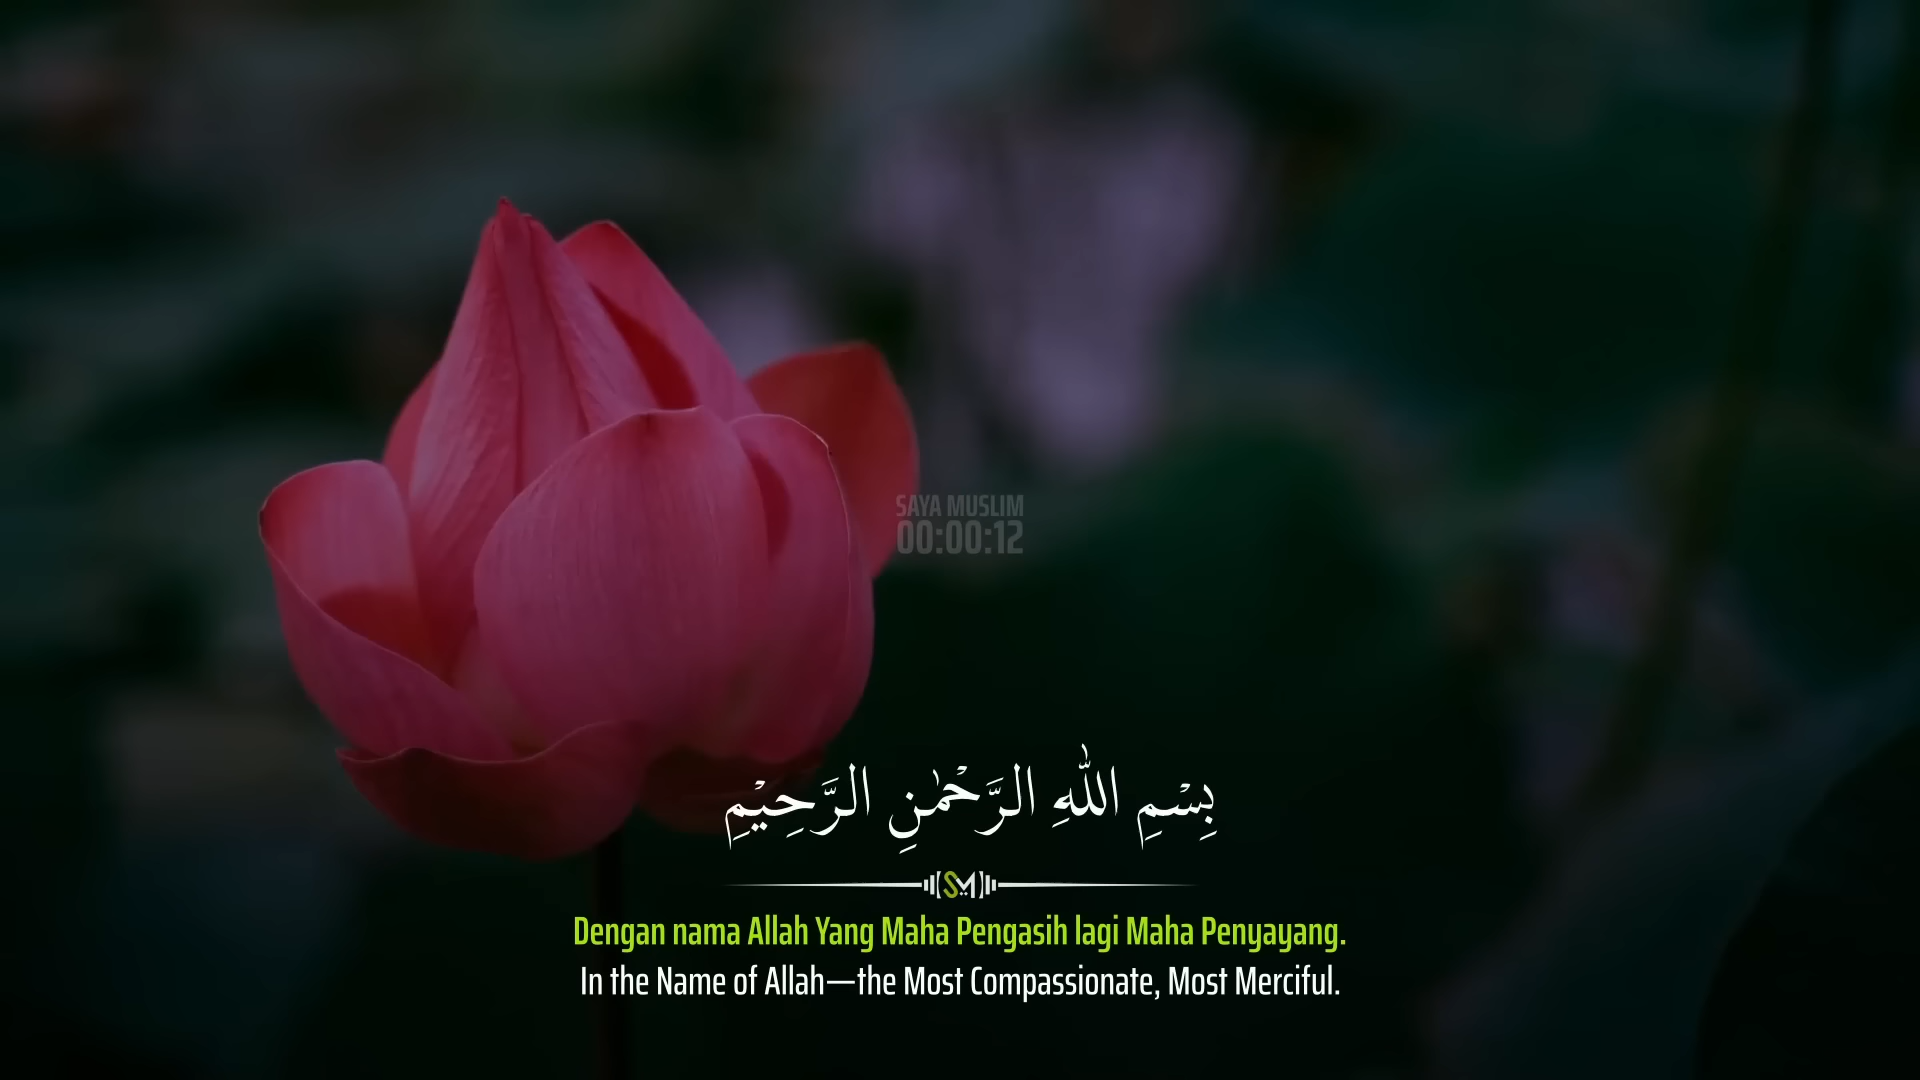 SAYA MUSLIM
00:00:12
بِسْمِ اللّٰهِ الرَّحْمٰنِ الرَّحِيْمِ
SM
Dengan nama Allah Yang Maha Pengasih lagi Maha Penyayang.
In the Name of Allah—the Most Compassionate, Most Merciful.